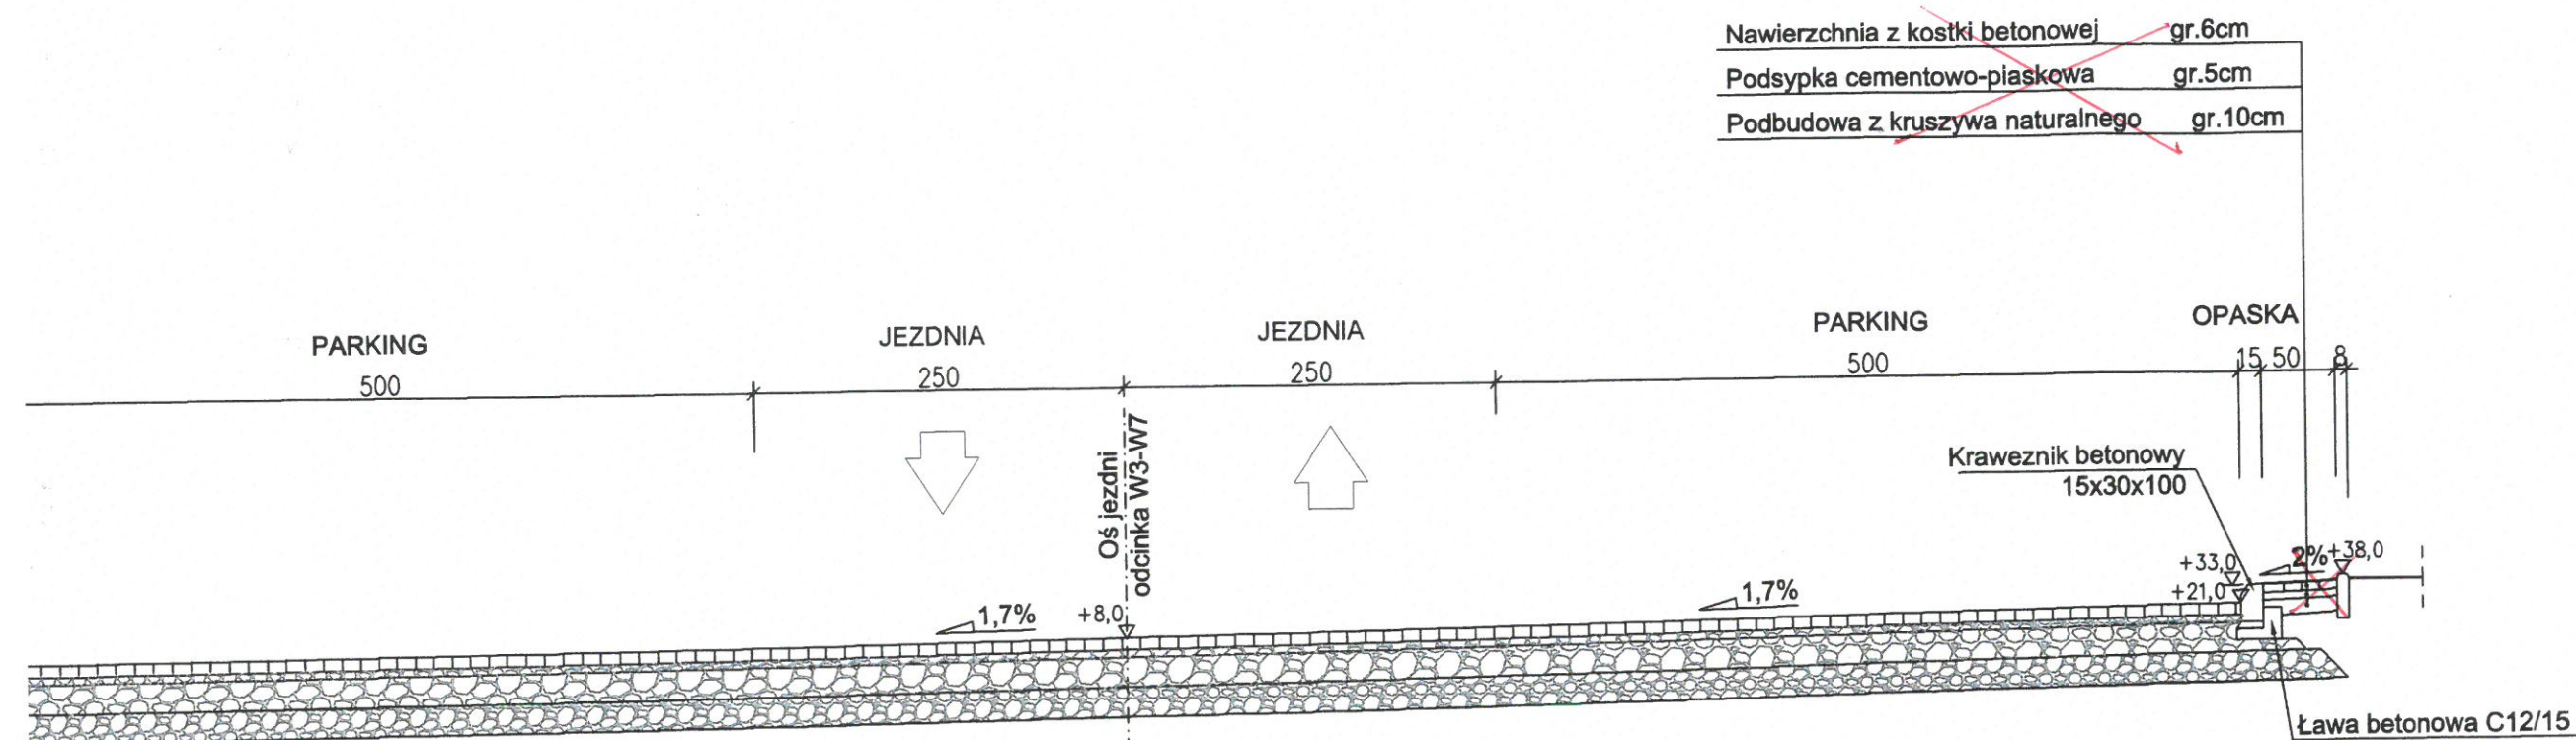 Nawierzchnia z kostki betonowej gr.6cm
Podsypka cementowo-piaskowa gr.5cm
Podbudowa z kruszywa naturalnego gr.10cm
PARKING
JEZDNIA
JEZDNIA
PARKING
OPASKA
500
250
250
500
15
50
8
Oś jezdni
odcinka W3-W7
Kraweznik betonowy
15x30x100
1,7%
+8,0
1,7%
+33,0
+21,0
2%
+38,0
Ława betonowa C12/15